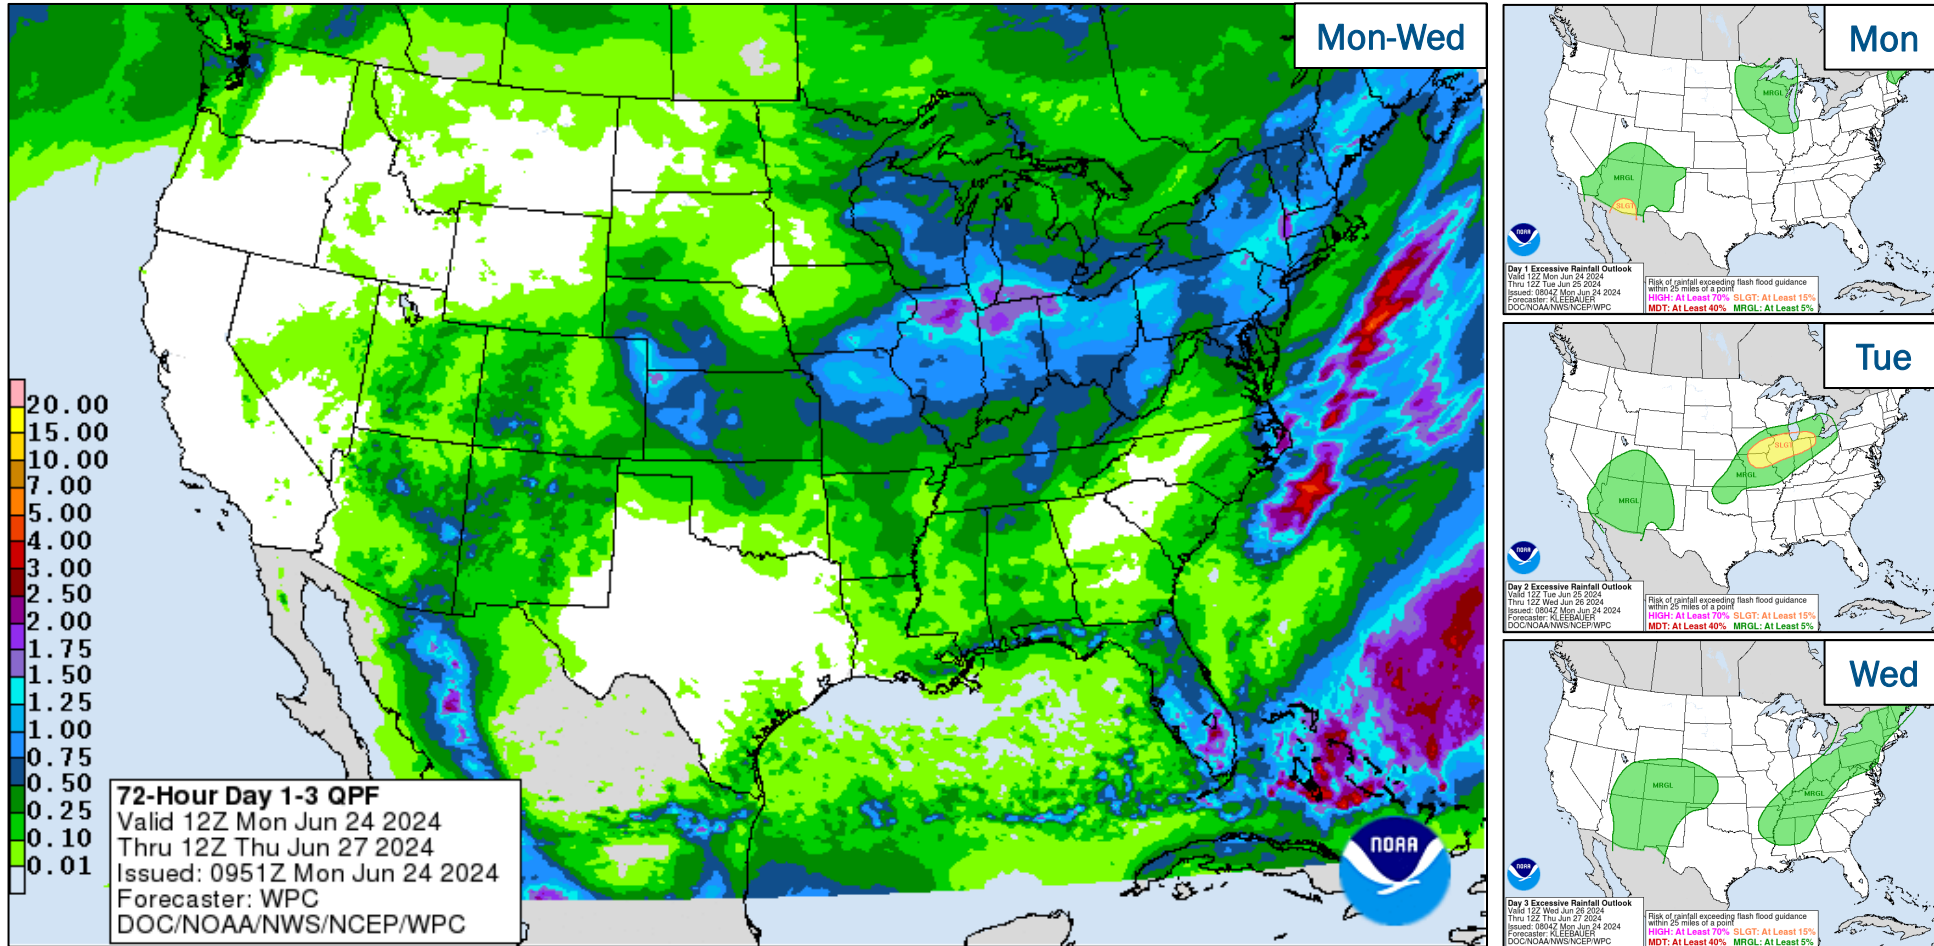 Mon-Wed
20.00
15.00
10.00
7.00
5.00
4.00
3.00
2.50
2.00
1.75
1.50
1.25
1.00
0.75
0.50
0.25
0.10
0.01
72-Hour Day 1-3 QPF
Valid 12Z Mon Jun 24 2024
Thru 12Z Thu Jun 27 2024
Issued: 0951Z Mon Jun 24 2024
Forecaster: WPC
DOC/NOAA/NWS/NCEP/WPC
NOAA
Mon
MRGL
MRGL
SLGT
NOAA
Day 1 Excessive Rainfall Outlook
Valid 12Z Mon Jun 24 2024
Thru 12Z Tue Jun 25 2024
Issued: 0804Z Mon Jun 24 2024
Forecaster: KLEEBAUER
DOC/NOAA/NWS/NCEP/WPC
Risk of rainfall exceeding flash flood guidance
within 25 miles of a point
HIGH: At Least 70% SLGT: At Least 15%
MDT: At Least 40% MRGL: At Least 5%
Tue
SLGT
MRGL
MRGL
NOAA
Day 2 Excessive Rainfall Outlook
Valid 12Z Tue Jun 25 2024
Thru 12Z Wed Jun 26 2024
Issued: 0804Z Mon Jun 24 2024
Forecaster: KLEEBAUER
DOC/NOAA/NWS/NCEP/WPC
Risk of rainfall exceeding flash flood guidance
within 25 miles of a point
HIGH: At Least 70% SLGT: At Least 15%
MDT: At Least 40% MRGL: At Least 5%
Wed
MRGL
MRGL
NOAA
Day 3 Excessive Rainfall Outlook
Valid 12Z Wed Jun 26 2024
Thru 12Z Thu Jun 27 2024
Issued: 0804Z Mon Jun 24 2024
Forecaster: KLEEBAUER
DOC/NOAA/NWS/NCEP/WPC
Risk of rainfall exceeding flash flood guidance
within 25 miles of a point
HIGH: At Least 70% SLGT: At Least 15%
MDT: At Least 40% MRGL: At Least 5%